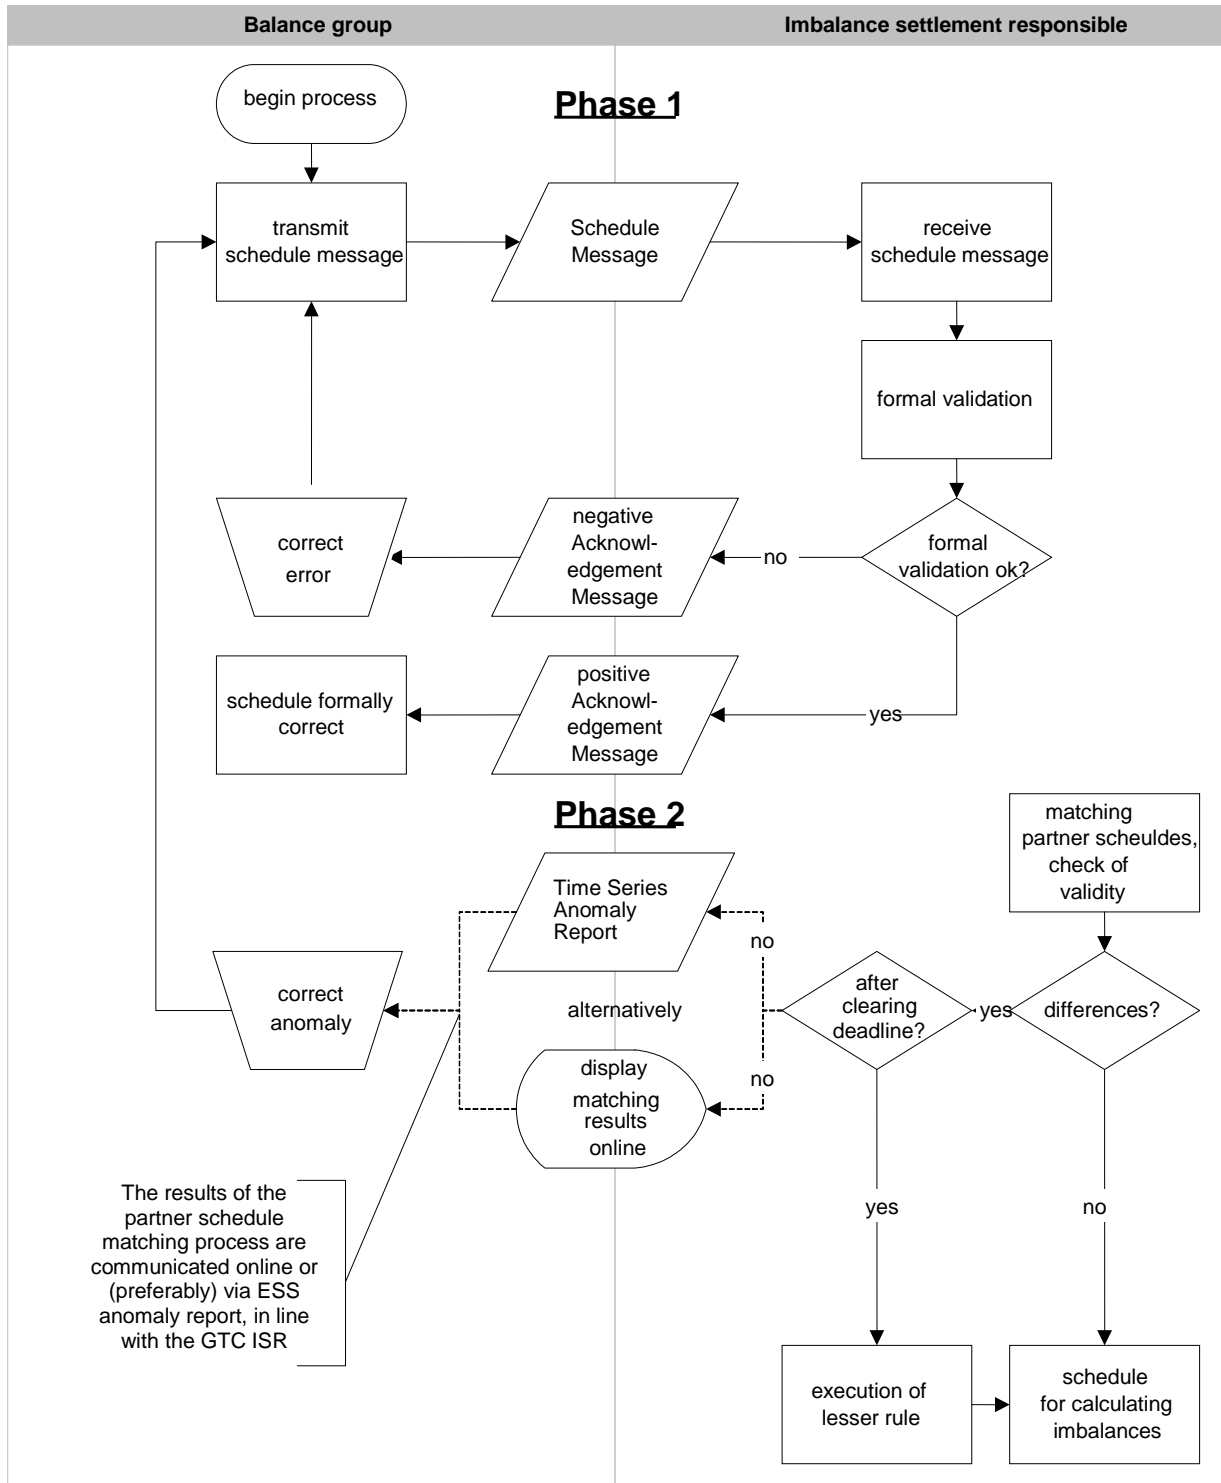 Balance group
Imbalance settlement responsible
begin process
Phase 1
transmit
schedule message
Schedule
Message
receive
schedule message
formal validation
correct
error
negative
Acknowl-
edgement
Message
no
formal
validation ok?
schedule formally
correct
positive
Acknowl-
edgement
Message
yes
Phase 2
matching
partner scheuldes,
check of
validity
Time Series
Anomaly
Report
no
correct
anomaly
alternatively
after
clearing
deadline?
yes
differences?
display
matching
results
online
no
The results of the
partner schedule
matching process are
communicated online or
(preferably) via ESS
anomaly report, in line
with the GTC ISR
yes
no
execution of
lesser rule
schedule
for calculating
imbalances